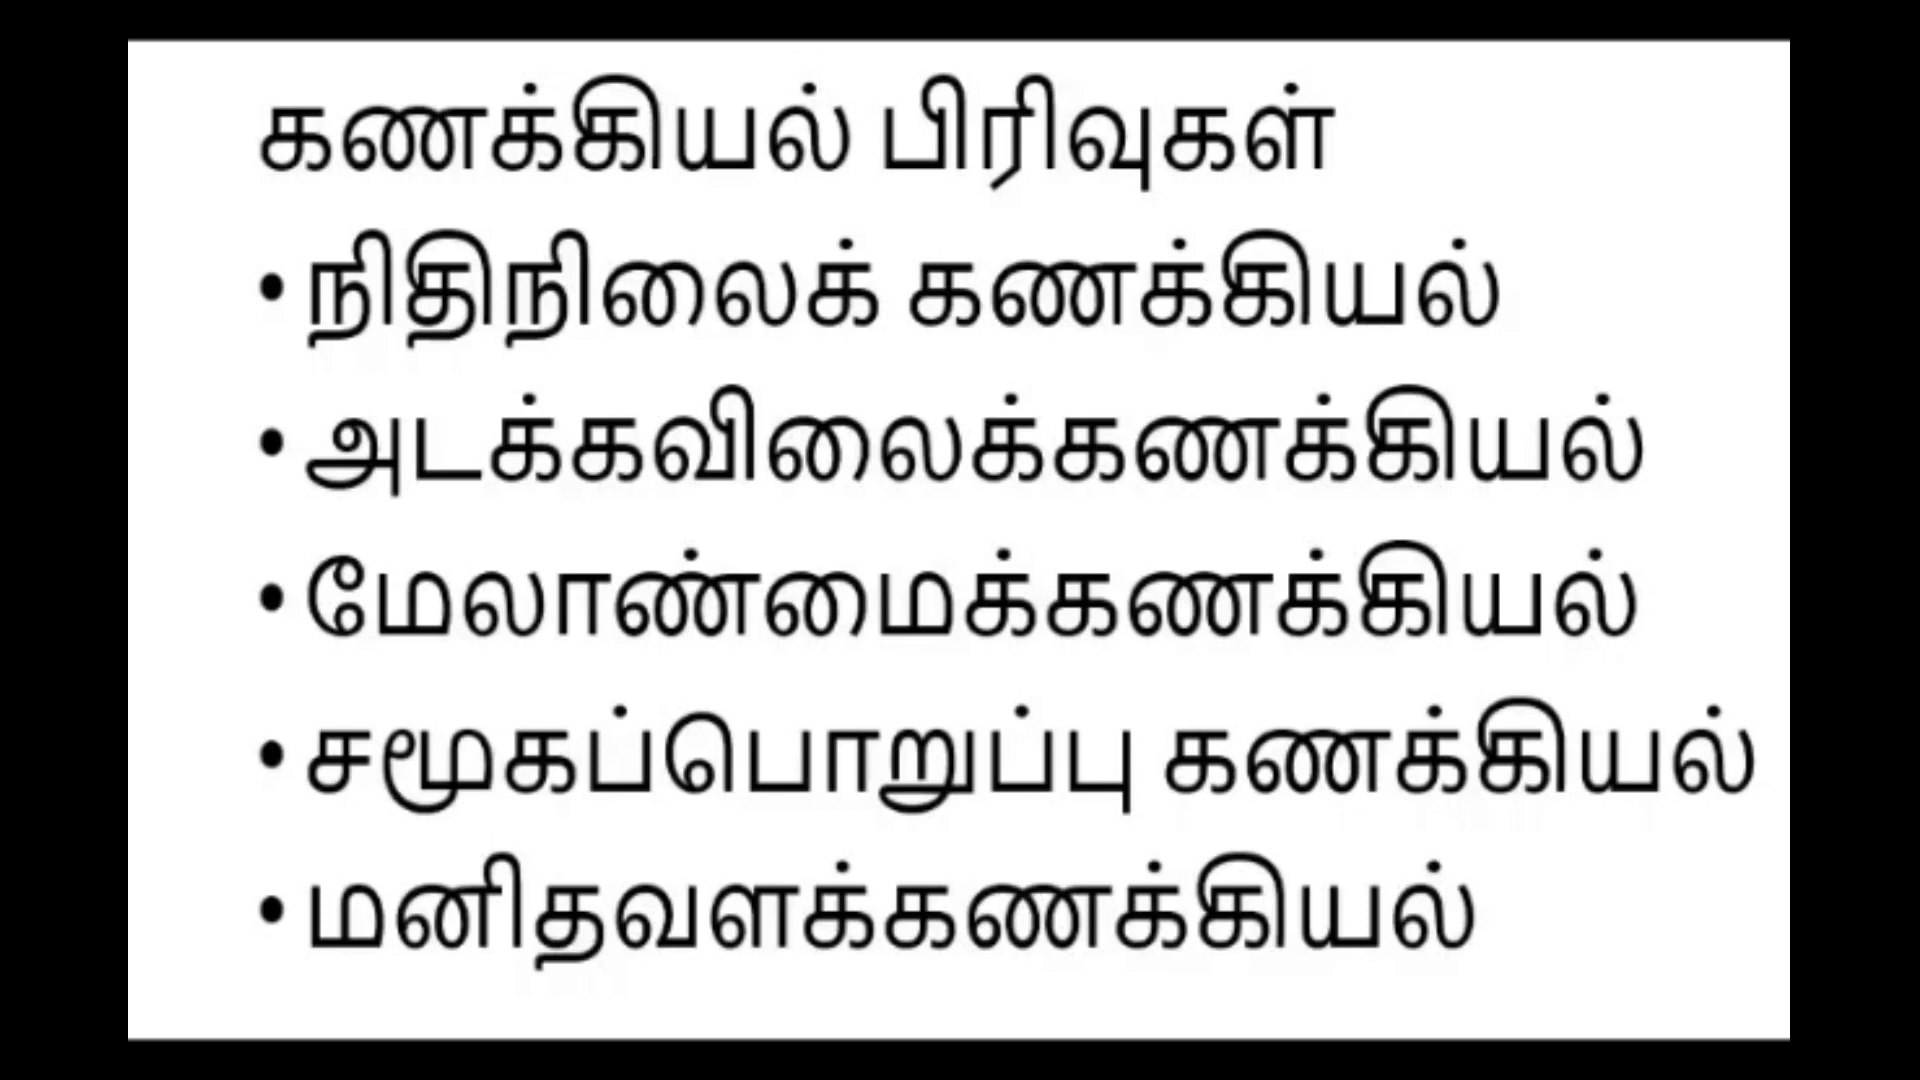 கணக்கியல் பிரிவுகள்
• நிதிநிலைக் கணக்கியல்
• அடக்கவிலைக்கணக்கியல்
• மேலாண்மைக்கணக்கியல்
• சமூகப்பொறுப்பு கணக்கியல்
• மனிதவளக்கணக்கியல்